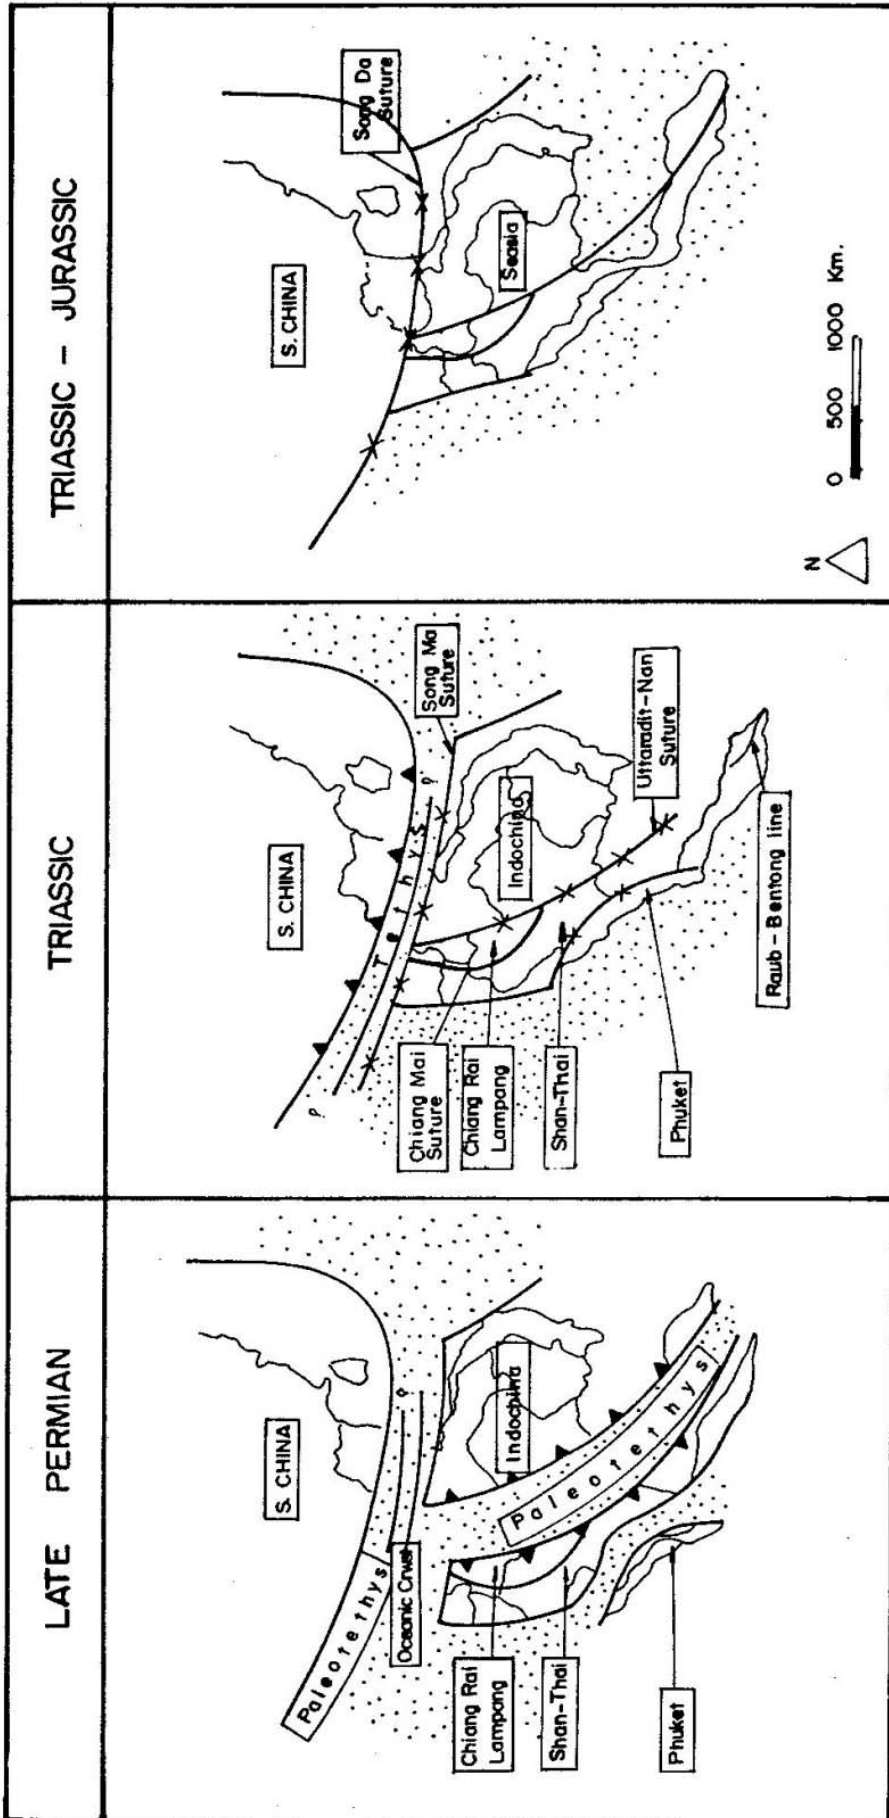 LATE PERMIAN
S. CHINA
Paleotethys
Oceanic Crust
?
Indochina
Paleotethys
Chiang Rai
Lampang
Shan-Thai
Phuket
TRIASSIC
S. CHINA
Song Ma
Suture
Tethys
?
?
Indochina
Uttaradit-Nan
Suture
Chiang Mai
Suture
Chiang Rai
Lampang
Shan-Thai
Phuket
Raub-Bentong line
TRIASSIC - JURASSIC
Song Da
Suture
S. CHINA
Seasia
N
0 500 1000 Km.